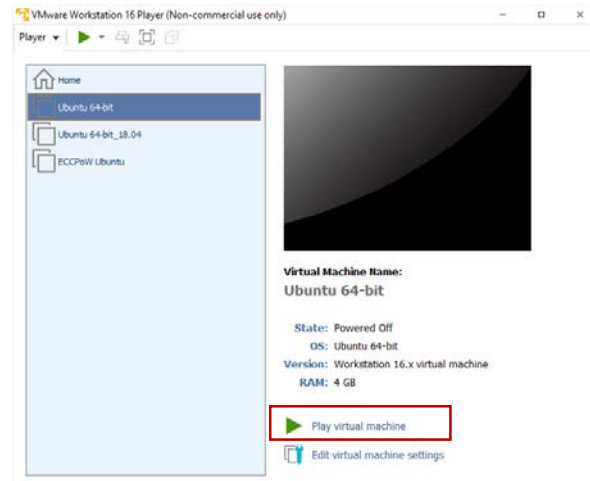 VMware Workstation 16 Player (Non-commercial use only)
Player
Home
Ubuntu 64-bit
Ubuntu 64-bit_18.04
ECCPoW Ubuntu
Virtual Machine Name:
Ubuntu 64-bit
State: Powered Off
OS: Ubuntu 64-bit
Version: Workstation 16.x virtual machine
RAM: 4 GB
Play virtual machine
Edit virtual machine settings